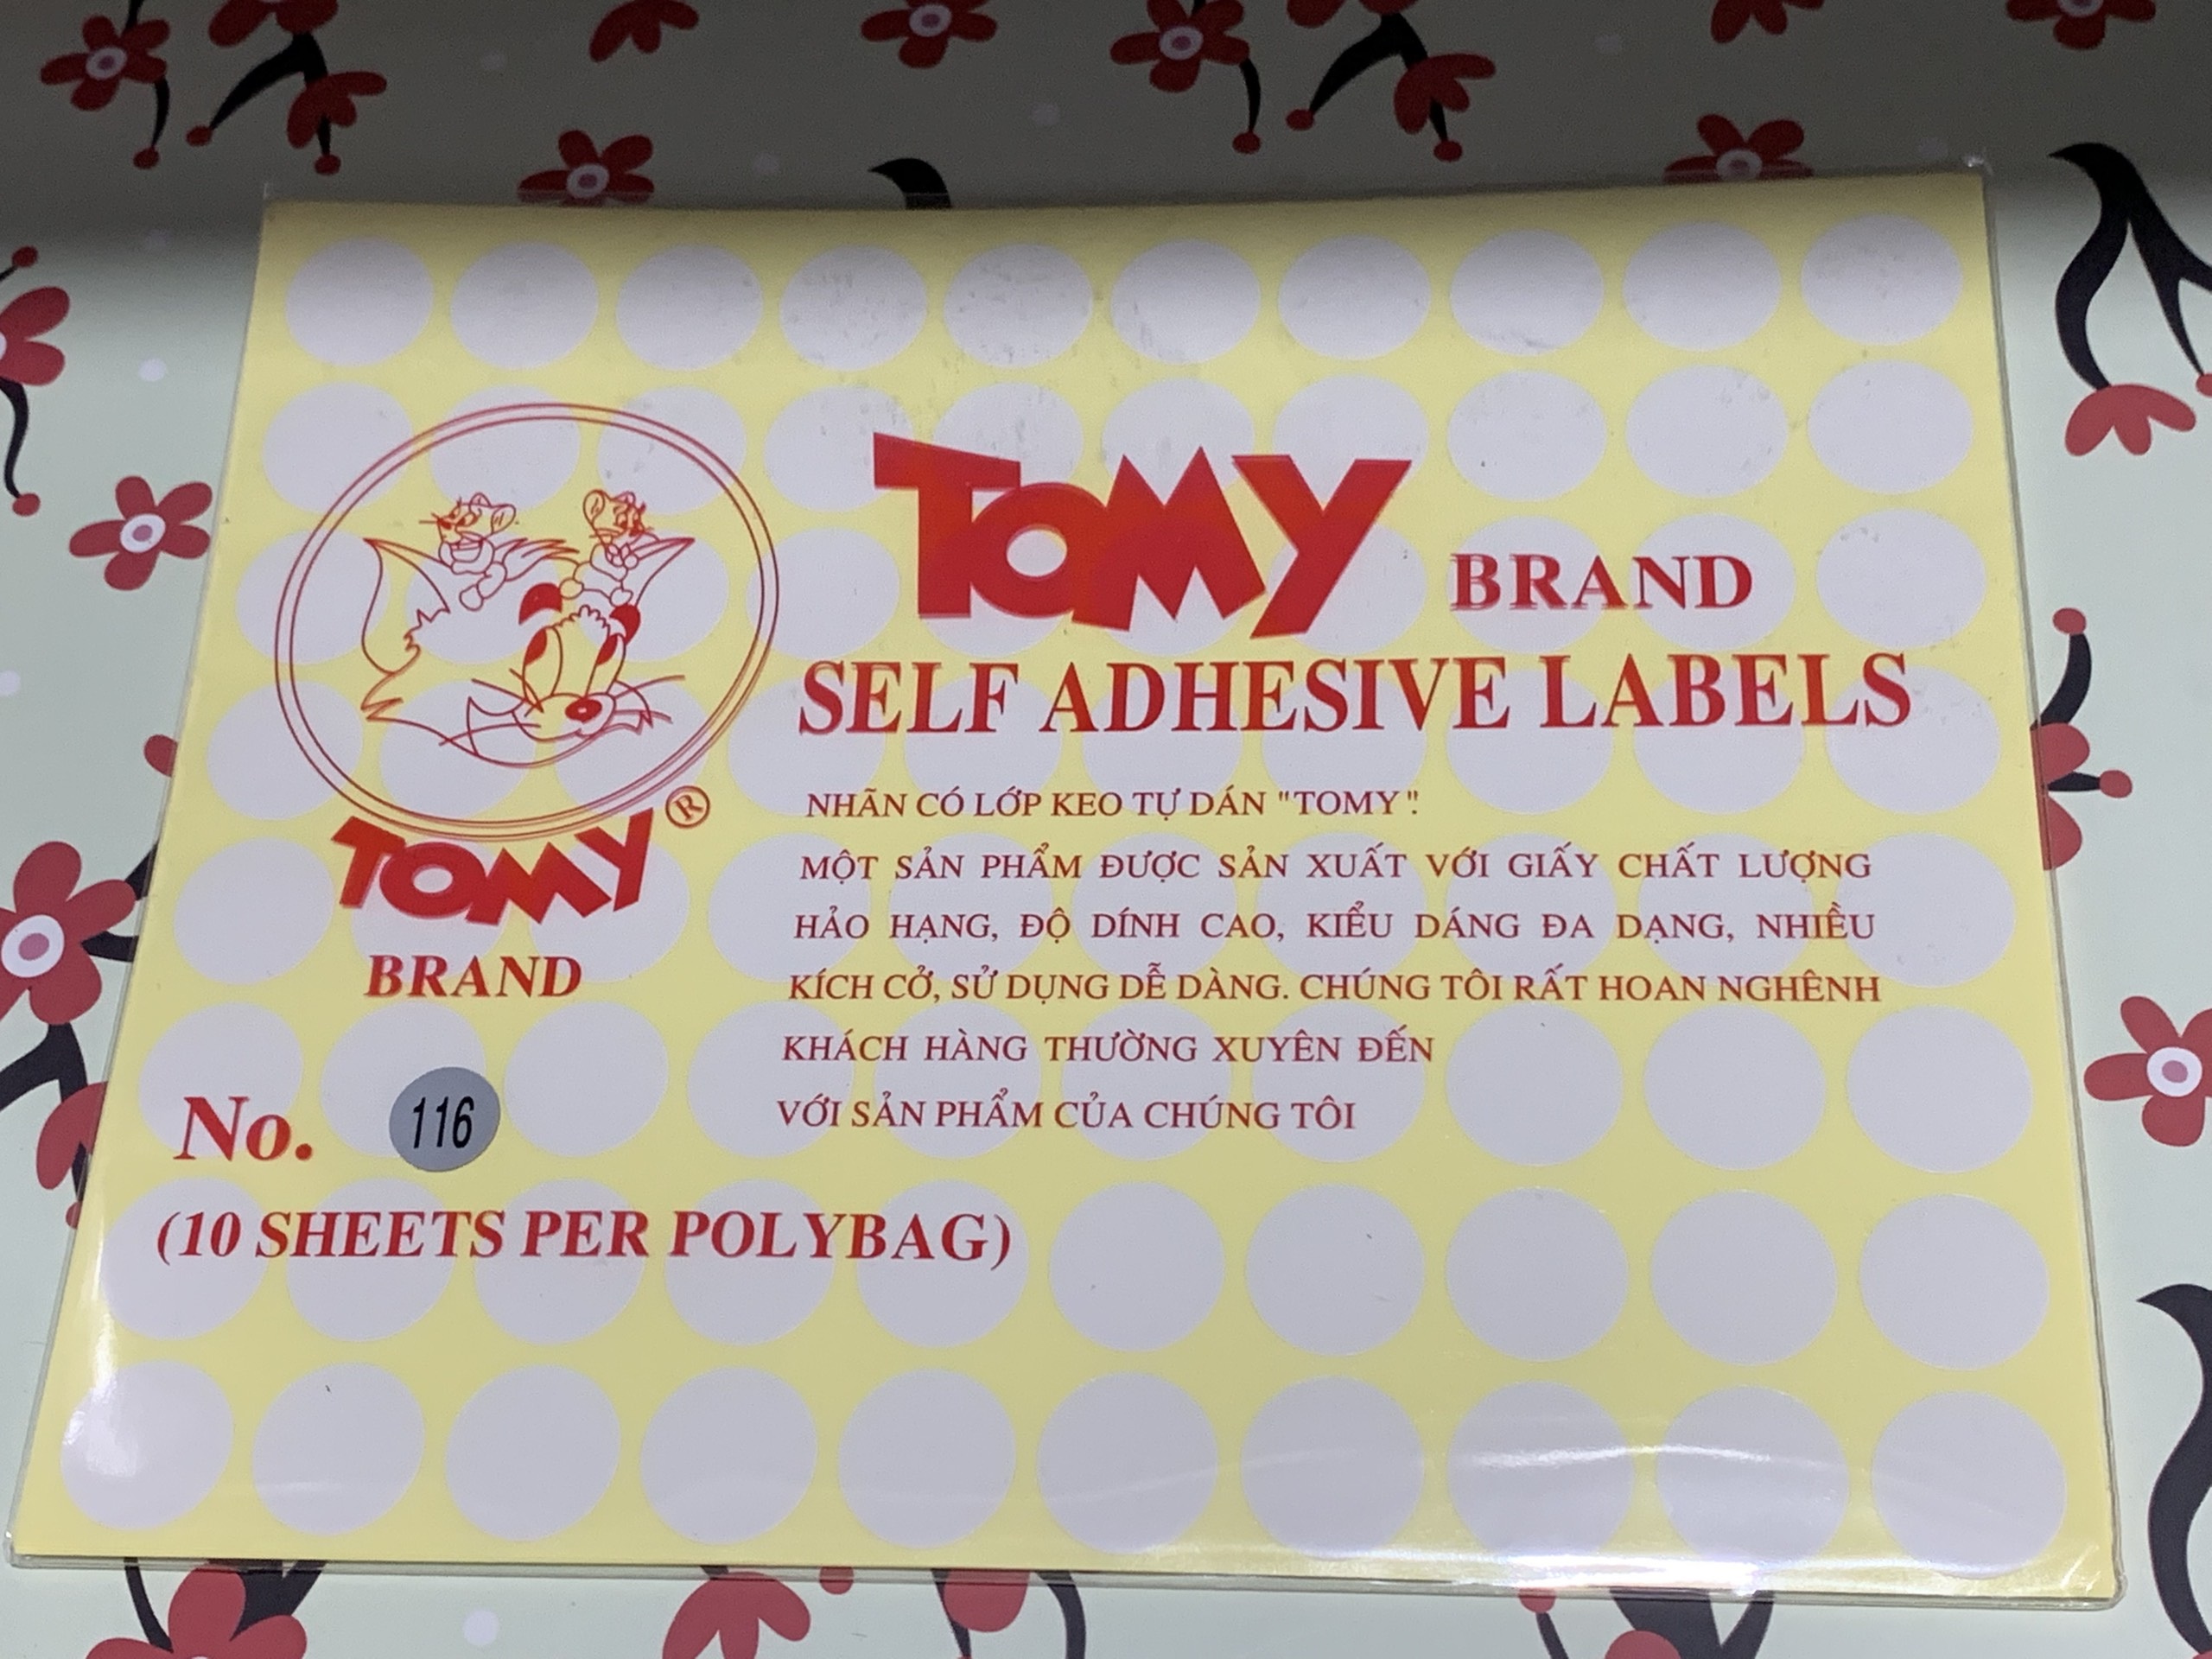 TOMY BRAND
SELF ADHESIVE LABELS
NHÃN CÓ LỚP KEO TỰ DÁN "TOMY".
MỘT SẢN PHẨM ĐƯỢC SẢN XUẤT VỚI GIẤY CHẤT LƯỢNG
HẢO HẠNG, ĐỘ DÍNH CAO, KIỂU DÁNG ĐA DẠNG, NHIỀU
KÍCH CỞ, SỬ DỤNG DỄ DÀNG. CHÚNG TÔI RẤT HOAN NGHÊNH
KHÁCH HÀNG THƯỜNG XUYÊN ĐẾN
VỚI SẢN PHẨM CỦA CHÚNG TÔI
TOMY®
BRAND
No. 116
(10 SHEETS PER POLYBAG)